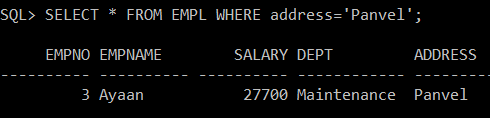 SQL> SELECT * FROM EMPL WHERE address='Panvel';
EMPNO EMPNAME SALARY DEPT ADDRESS
---------- ---------- ---------- ----------- ---------
3 Ayaan 27700 Maintenance Panvel